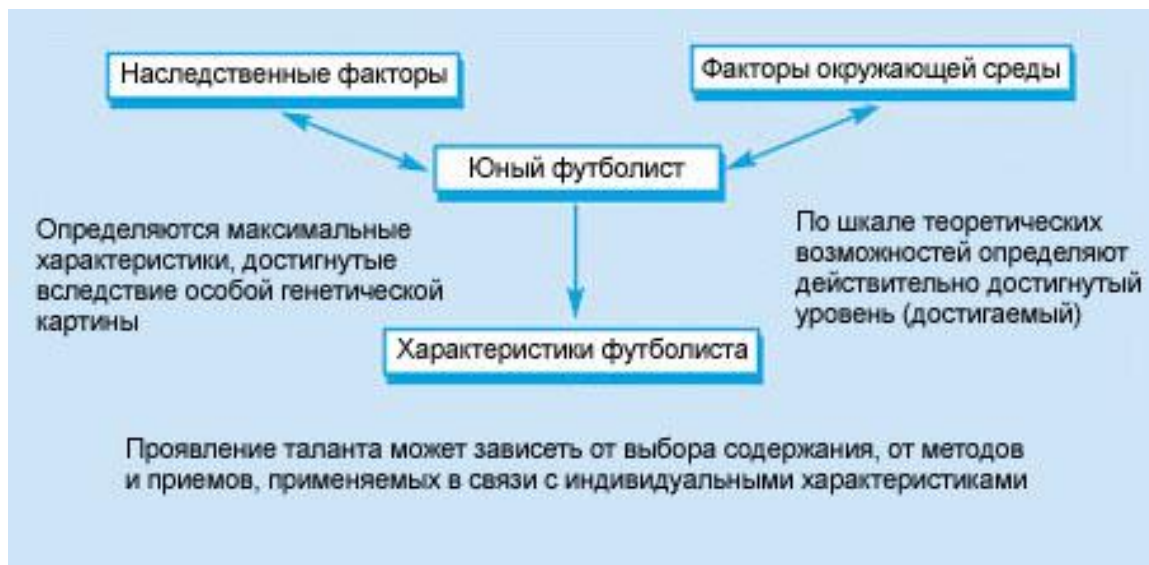 Наследственные факторы
Факторы окружающей среды
Юный футболист
Определяются максимальные
характеристики, достигнутые
вследствие особой генетической
картины
По шкале теоретических
возможностей определяют
действительно достигнутый
уровень (достигаемый)
Характеристики футболиста
Проявление таланта может зависеть от выбора содержания, от методов
и приемов, применяемых в связи с индивидуальными характеристиками